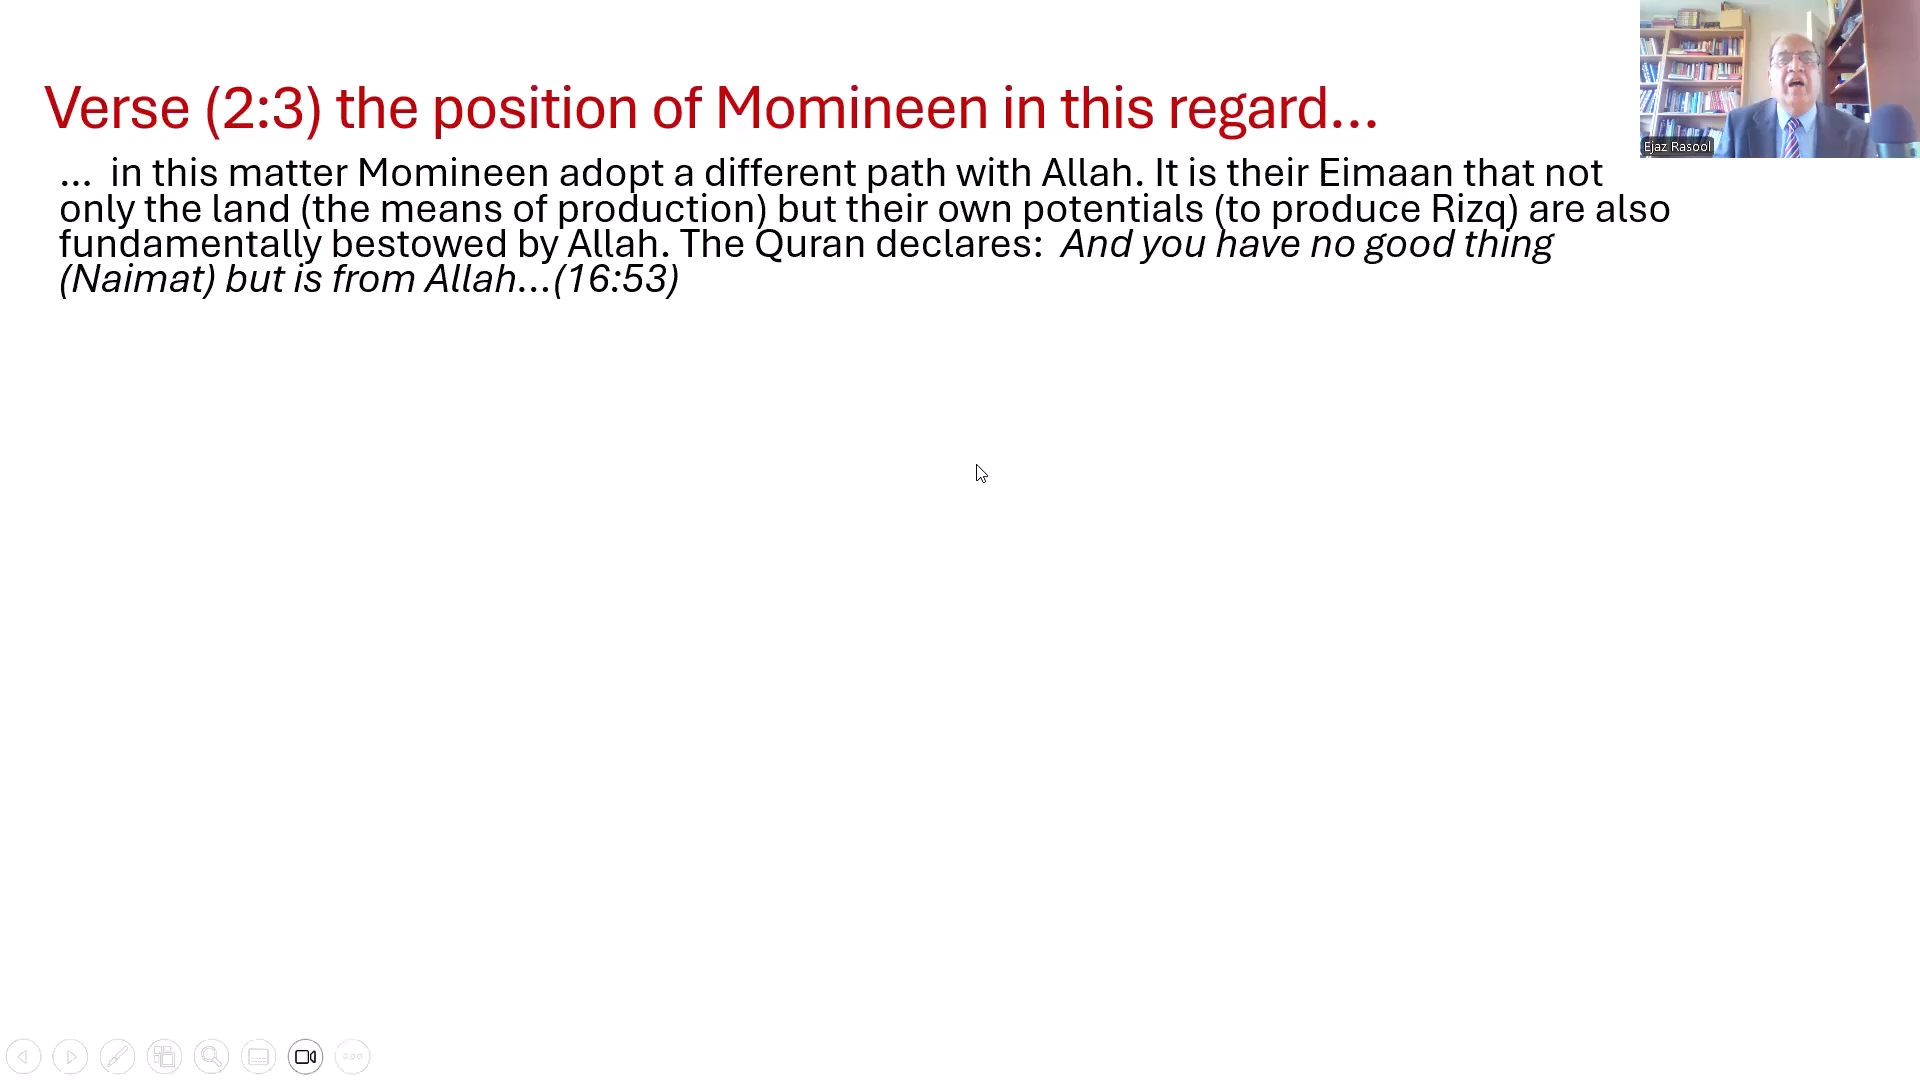 Verse (2:3) the position of Momineen in this regard...
... in this matter Momineen adopt a different path with Allah. It is their Eimaan that not
only the land (the means of production) but their own potentials (to produce Rizq) are also
fundamentally bestowed by Allah. The Quran declares: And you have no good thing
(Naimat) but is from Allah...(16:53)
Ejaz Rasool